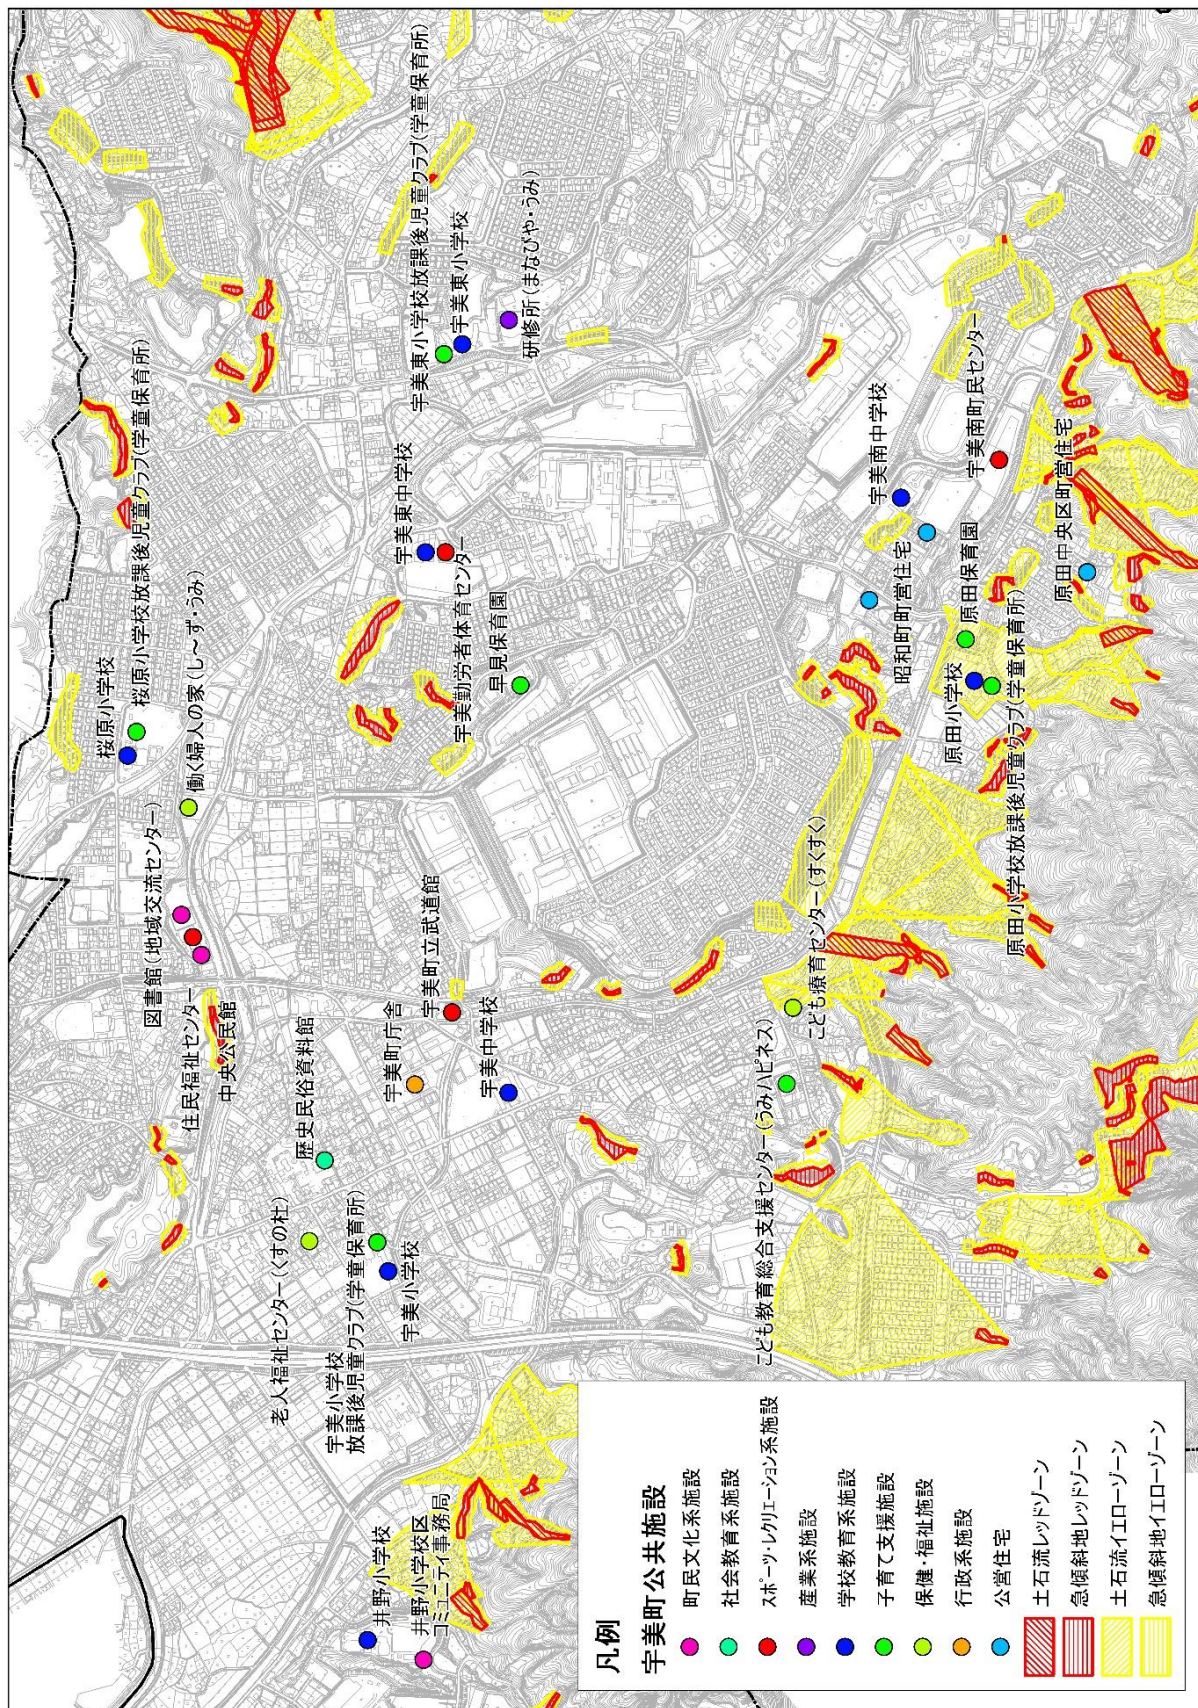 桜原小学校
桜原小学校放課後児童クラブ(学童保育所)
働く婦人の家(し～ず・うみ)
図書館(地域交流センター)
住民福祉センター
中央公民館
歴史民俗資料館
老人福祉センター(くすの杜)
宇美小学校
放課後児童クラブ(学童保育所)
宇美小学校
宇美町庁舎
宇美町立武道館
宇美中学校
宇美東中学校
宇美勤労者体育センター
早見保育園
宇美東小学校放課後児童クラブ(学童保育所)
宇美東小学校
研修所(まなびや・うみ)
井野小学校
井野小学校区
コミュニティ事務局
こども教育総合支援センター(うみハピネス)
こども療育センター(すくすく)
宇美南中学校
昭和町町営住宅
宇美南町民センター
原田保育園
原田小学校
原田小学校放課後児童クラブ(学童保育所)
原田中央区町営住宅
凡例
宇美町公共施設
町民文化系施設
社会教育系施設
スポーツ・レクリエーション系施設
産業系施設
学校教育系施設
子育て支援施設
保健・福祉施設
行政系施設
公営住宅
土石流レッドゾーン
急傾斜地レッドゾーン
土石流イエローゾーン
急傾斜地イエローゾーン